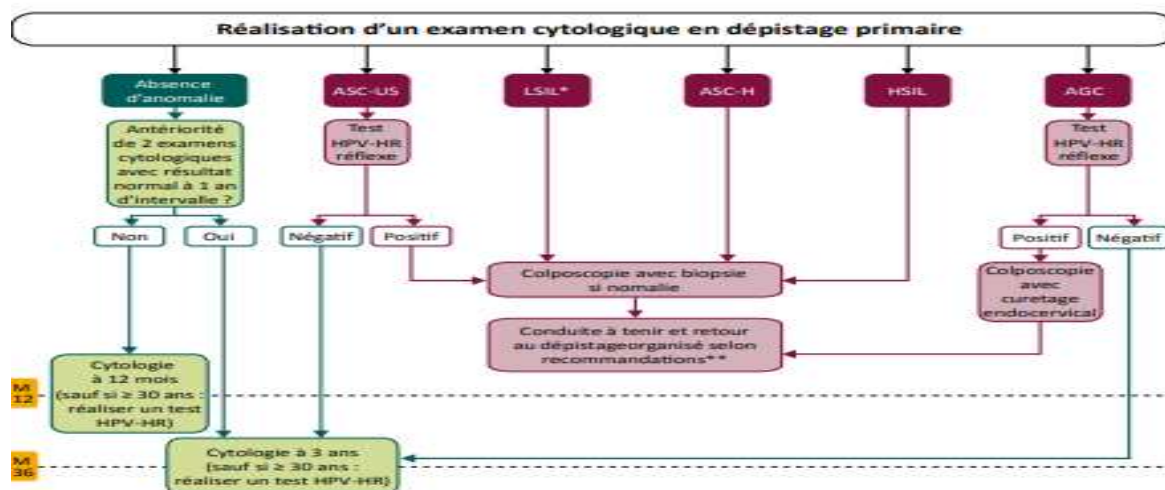 Réalisation d'un examen cytologique en dépistage primaire
Absence
d'anomalie
ASC-US
LSIL*
ASC-H
HSIL
AGC
Antériorité
de 2 examens
cytologiques
avec résultat
normal à 1 an
d'intervalle ?
Test
HPV-HR
réflexe
Test
HPV-HR
réflexe
Non
Oui
Négatif
Positif
Positif
Négatif
Colposcopie avec biopsie
si nomalie
Colposcopie
avec
curetage
endocervical
Conduite à tenir et retour
au dépistageorganisé selon
recommandations**
Cytologie
à 12 mois
(sauf si ≥ 30 ans :
réaliser un test
HPV-HR)
M
12
Cytologie à 3 ans
(sauf si ≥ 30 ans :
réaliser un test HPV-HR)
M
36